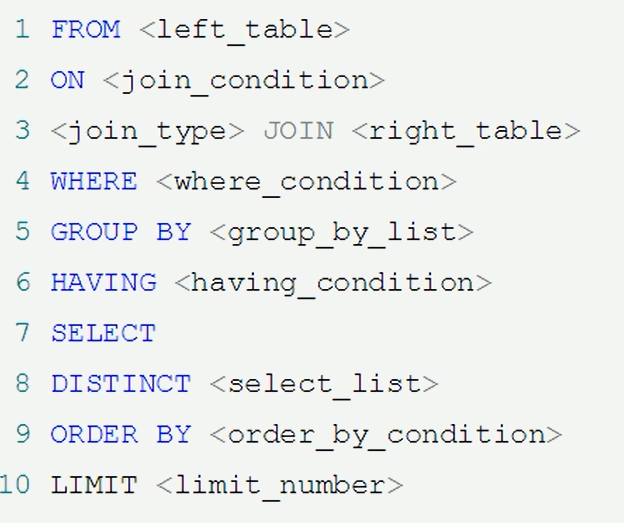 1 FROM <left_table>
2 ON <join_condition>
3 <join_type> JOIN <right_table>
4 WHERE <where_condition>
5 GROUP BY <group_by_list>
6 HAVING <having_condition>
7 SELECT
8 DISTINCT <select_list>
9 ORDER BY <order_by_condition>
10 LIMIT <limit_number>